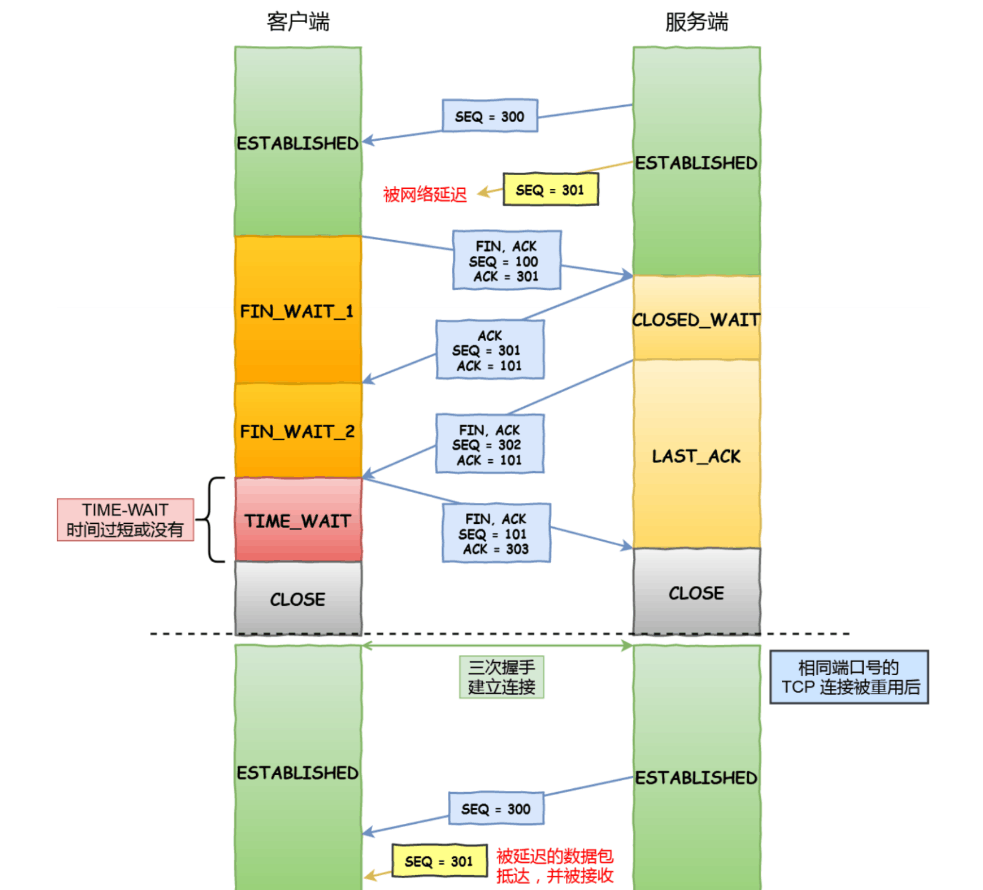 客户端
服务端
SEQ = 300
ESTABLISHED
ESTABLISHED
被网络延迟
SEQ = 301
FIN, ACK
SEQ = 100
ACK = 301
FIN_WAIT_1
CLOSED_WAIT
ACK
SEQ = 301
ACK = 101
FIN_WAIT_2
FIN, ACK
SEQ = 302
ACK = 101
LAST_ACK
TIME-WAIT
时间过短或没有
TIME_WAIT
FIN, ACK
SEQ = 101
ACK = 303
CLOSE
CLOSE
三次握手
建立连接
相同端口号的
TCP 连接被重用后
ESTABLISHED
ESTABLISHED
SEQ = 300
SEQ = 301
被延迟的数据包
抵达，并被接收